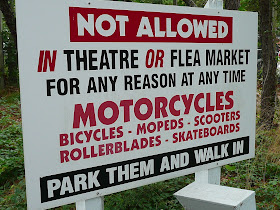 NOT ALLOWED
IN THEATRE OR FLEA MARKET
FOR ANY REASON AT ANY TIME
MOTORCYCLES
BICYCLES - MOPEDS - SCOOTERS
ROLLERBLADES - SKATEBOARDS
PARK THEM AND WALK IN